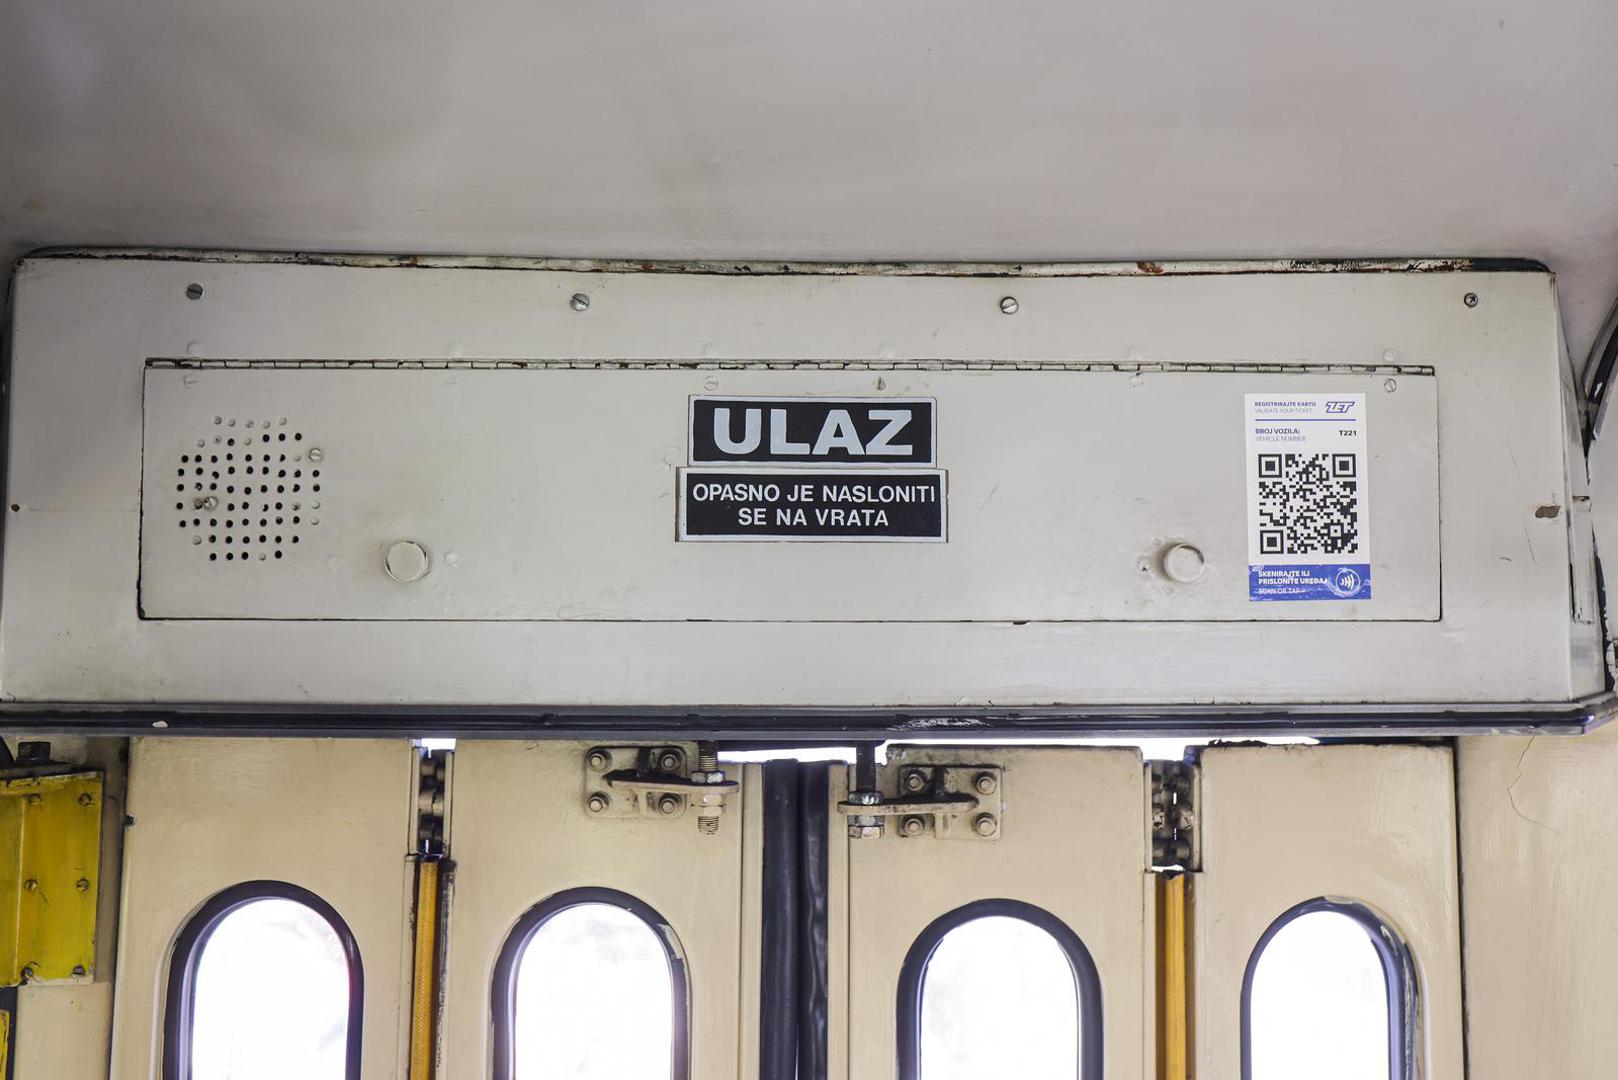 ULAZ
OPASNO JE NASLONITI
SE NA VRATA
REGISTRIRAJTE KARTU
VALIDATE YOUR TICKET
ZET
BROJ VOZILA:
VEHICLE NUMBER
T221
SKENIRAJTE ILI
PRISLONITE UREĐAJ
SCAN OR TAP